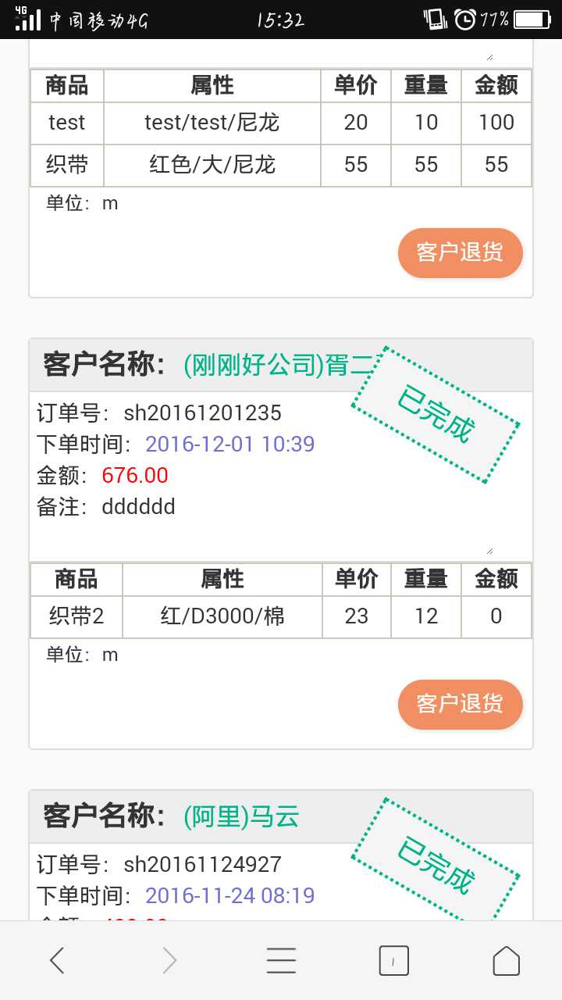 4G 中国移动4G 15:32 77%
商品 属性 单价 重量 金额
test test/test/尼龙 20 10 100
织带 红色/大/尼龙 55 55 55
单位：m
客户退货
客户名称：(刚刚好公司)胥二
已完成
订单号：sh20161201235
下单时间：2016-12-01 10:39
金额：676.00
备注：dddddd
商品 属性 单价 重量 金额
织带2 红/D3000/棉 23 12 0
单位：m
客户退货
客户名称：(阿里)马云
已完成
订单号：sh20161124927
下单时间：2016-11-24 08:19
1